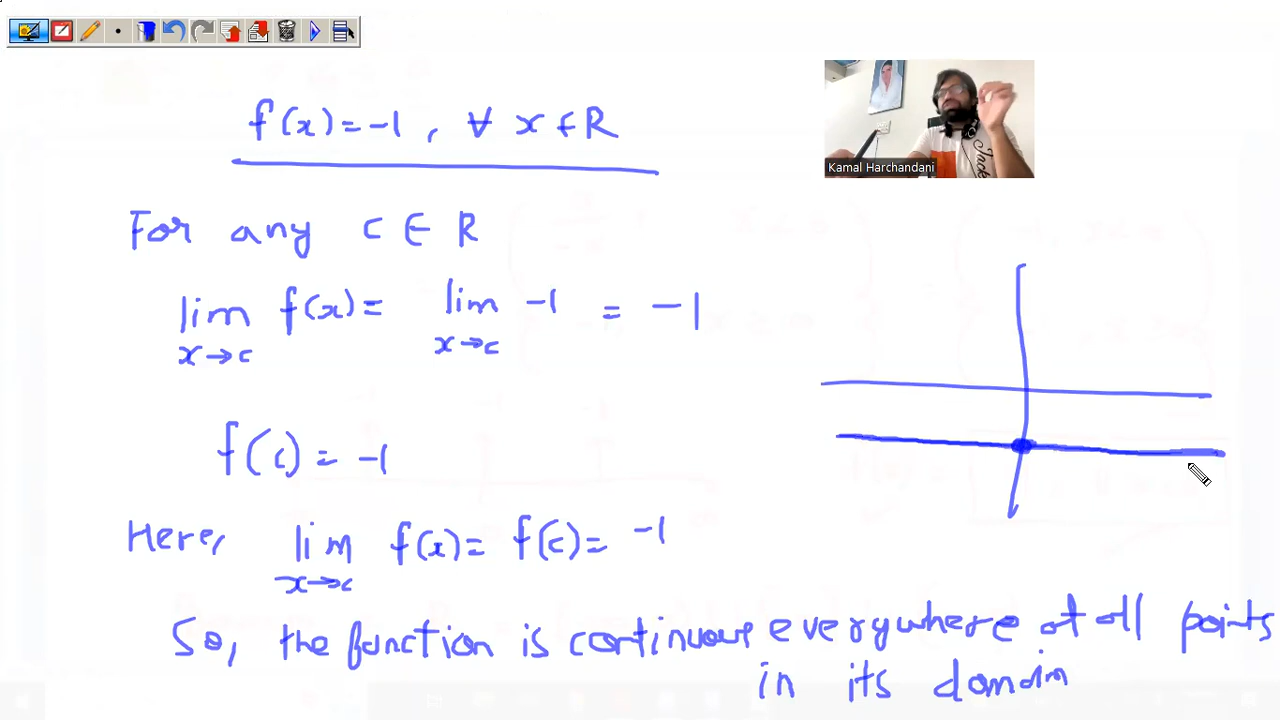 f(x) = -1, ∀ x ∈ R
Kamal Harchandani
For any c ∈ R
lim x→c f(x) = lim x→c -1 = -1
f(c) = -1
Here, lim x→c f(x) = f(c) = -1
So, the function is continuous everywhere at all points
in its domain